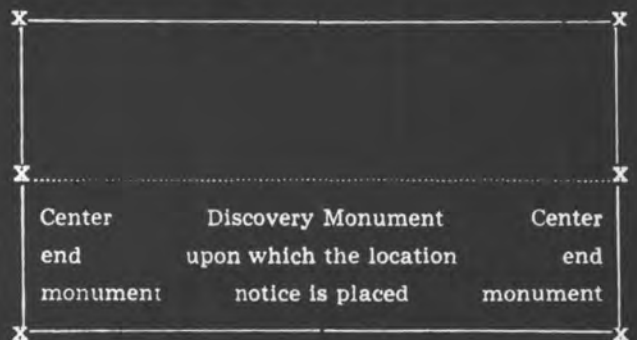 X X
X X
Center Discovery Monument Center
end upon which the location end
monument notice is placed monument
X X